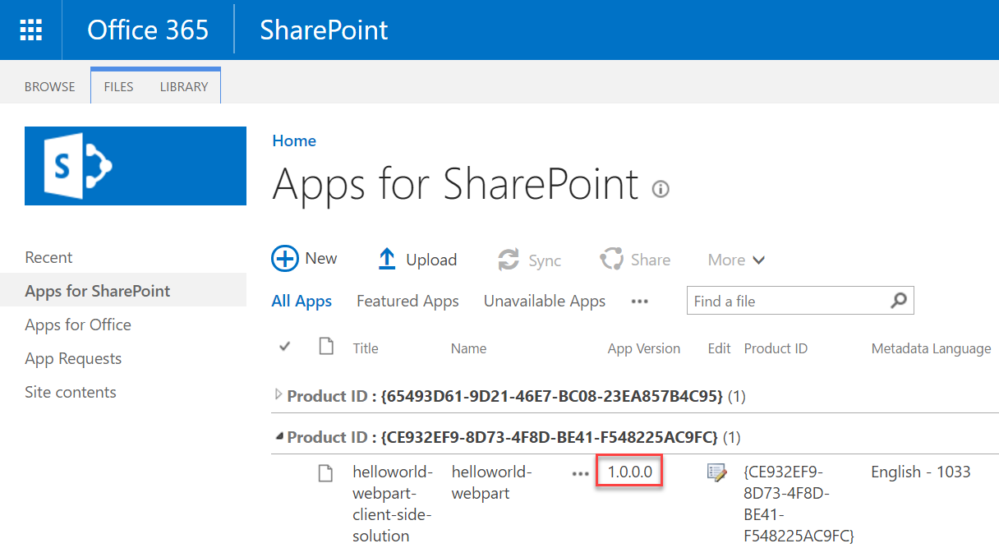 Office 365 SharePoint
BROWSE FILES LIBRARY
S
Home
Apps for SharePoint
Recent
Apps for SharePoint
Apps for Office
App Requests
Site contents
New Upload Sync Share More
All Apps Featured Apps Unavailable Apps ••• Find a file
Title Name App Version Edit Product ID Metadata Language
Product ID : {65493D61-9D21-46E7-BC08-23EA857B4C95} (1)
Product ID : {CE932EF9-8D73-4F8D-BE41-F548225AC9FC} (1)
helloworld- helloworld- ••• 1.0.0.0 {CE932EF9- English - 1033
webpart- webpart 8D73-4F8D-
client-side- BE41-
solution F548225AC9FC}